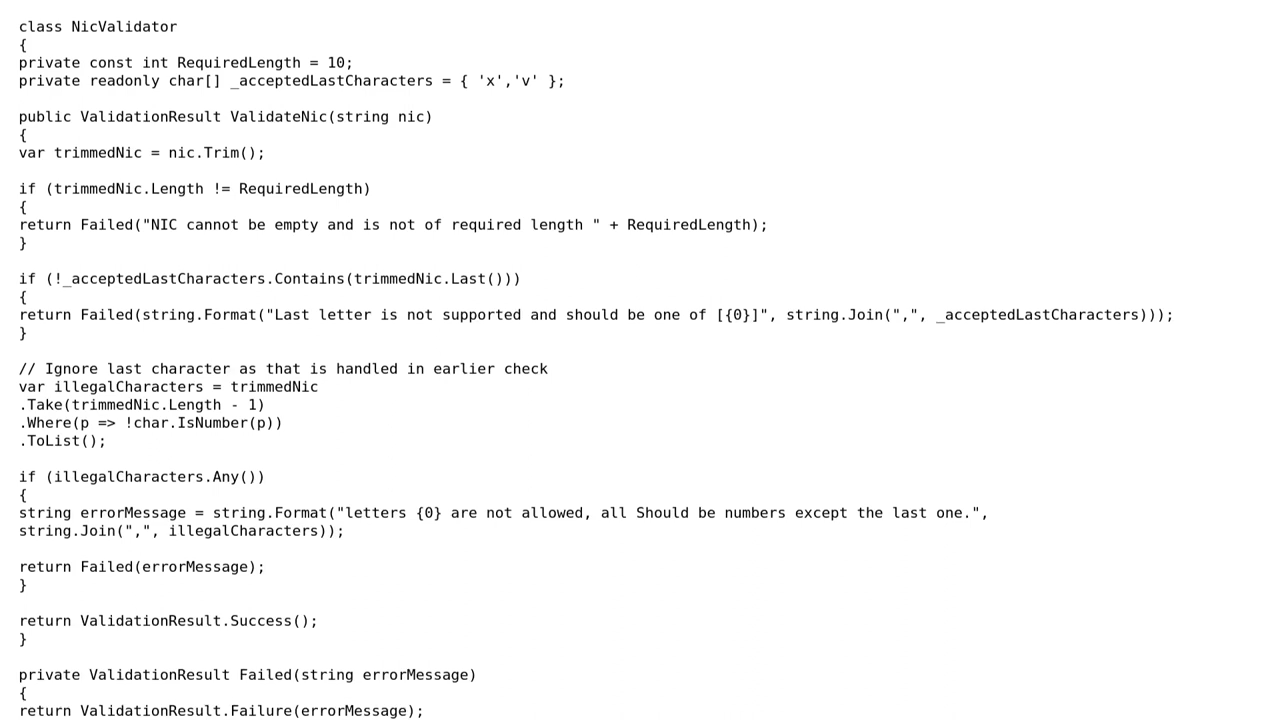 class NicValidator
{
private const int RequiredLength = 10;
private readonly char[] _acceptedLastCharacters = { 'x','v' };
public ValidationResult ValidateNic(string nic)
{
var trimmedNic = nic.Trim();
if (trimmedNic.Length != RequiredLength)
{
return Failed("NIC cannot be empty and is not of required length " + RequiredLength);
}
if (!_acceptedLastCharacters.Contains(trimmedNic.Last()))
{
return Failed(string.Format("Last letter is not supported and should be one of [{0}]", string.Join(",", _acceptedLastCharacters)));
}
// Ignore last character as that is handled in earlier check
var illegalCharacters = trimmedNic
.Take(trimmedNic.Length - 1)
.Where(p => !char.IsNumber(p))
.ToList();
if (illegalCharacters.Any())
{
string errorMessage = string.Format("letters {0} are not allowed, all Should be numbers except the last one.",
string.Join(",", illegalCharacters));
return Failed(errorMessage);
}
return ValidationResult.Success();
}
private ValidationResult Failed(string errorMessage)
{
return ValidationResult.Failure(errorMessage);